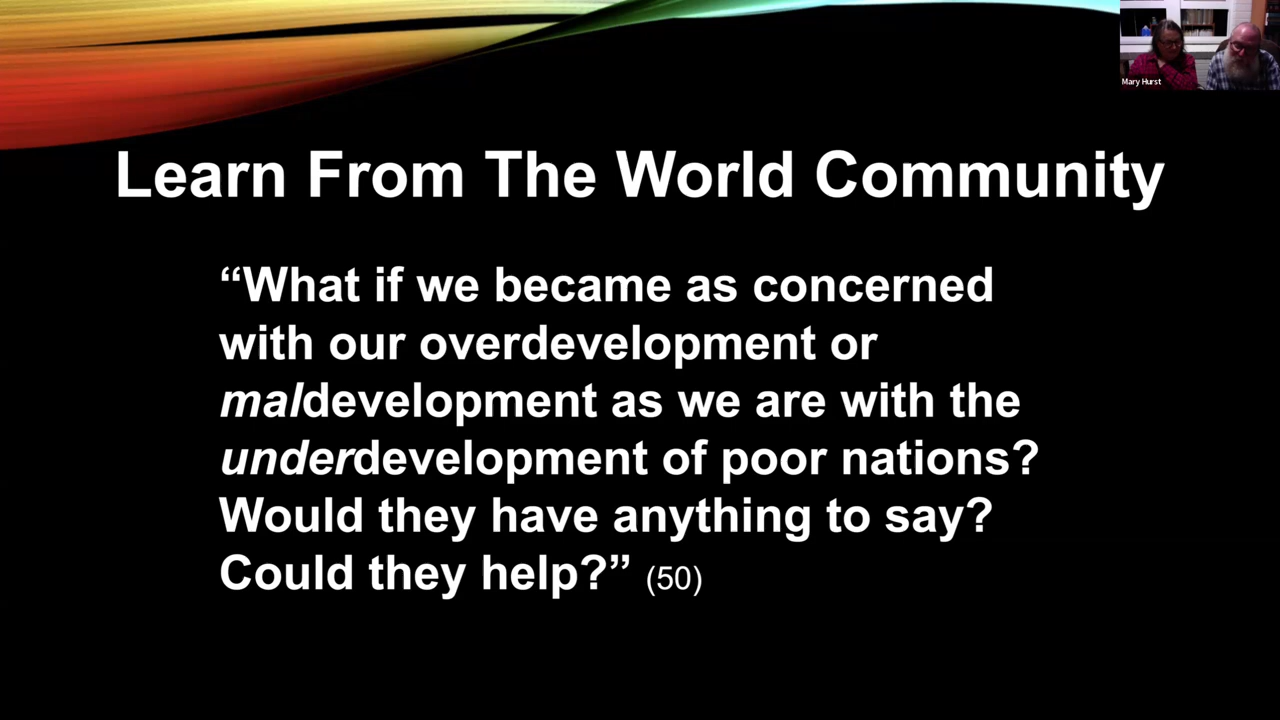 Mary Hurst
Learn From The World Community
“What if we became as concerned
with our overdevelopment or
maldevelopment as we are with the
underdevelopment of poor nations?
Would they have anything to say?
Could they help?” (50)